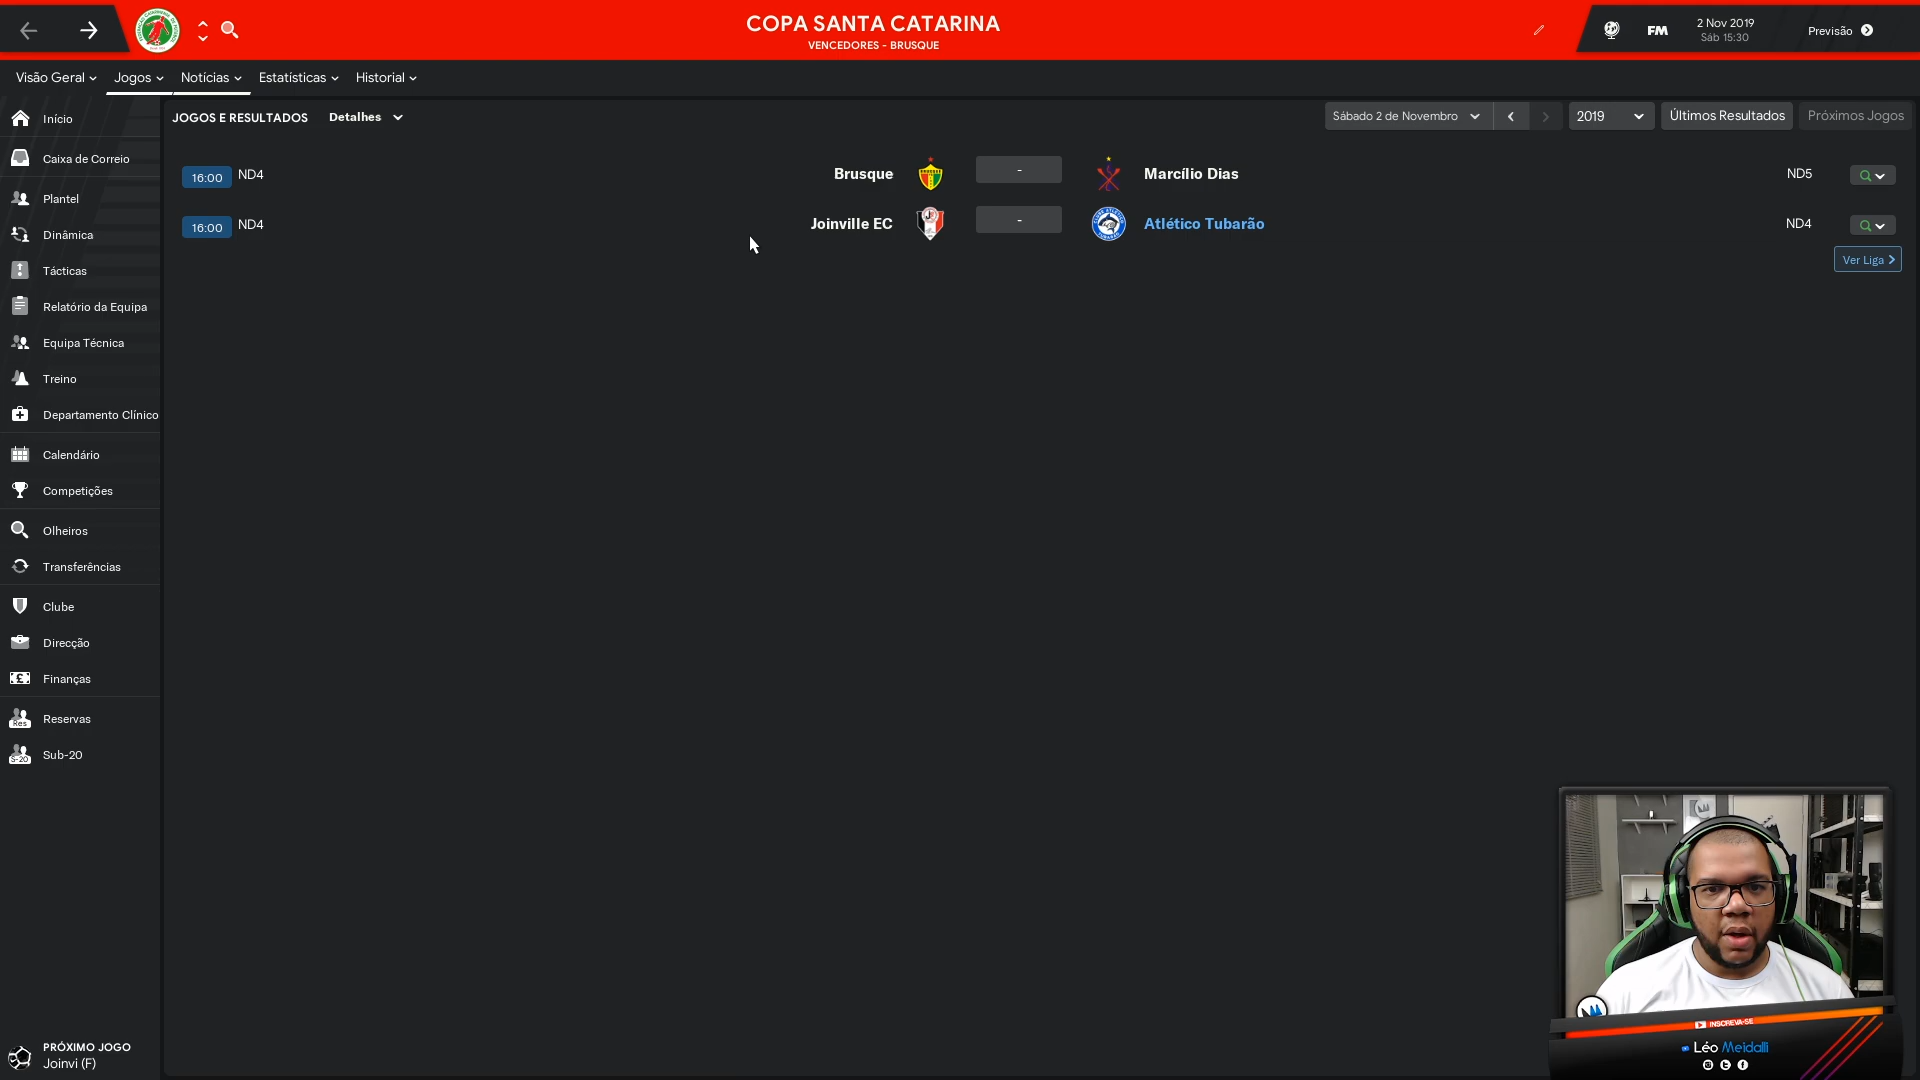 COPA SANTA CATARINA
VENCEDORES - BRUSQUE
FM
2 Nov 2019
Sáb 15:30
Previsão
Visão Geral
Jogos
Notícias
Estatísticas
Historial
JOGOS E RESULTADOS
Detalhes
Sábado 2 de Novembro
2019
Últimos Resultados
Próximos Jogos
16:00 ND4 Brusque - Marcílio Dias ND5
16:00 ND4 Joinville EC - Atlético Tubarão ND4
Ver Liga
Início
Caixa de Correio
Plantel
Dinâmica
Tácticas
Relatório da Equipa
Equipa Técnica
Treino
Departamento Clínico
Calendário
Competições
Olheiros
Transferências
Clube
Direcção
Finanças
Res
Reservas
S-20
Sub-20
PRÓXIMO JOGO
Joinvi (F)
INSCREVA-SE
Léo Meidalli